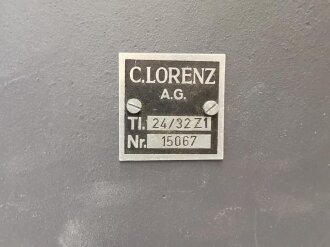 C.LORENZ
A.G.
Tl. 24/32 Z1
Nr. 15067